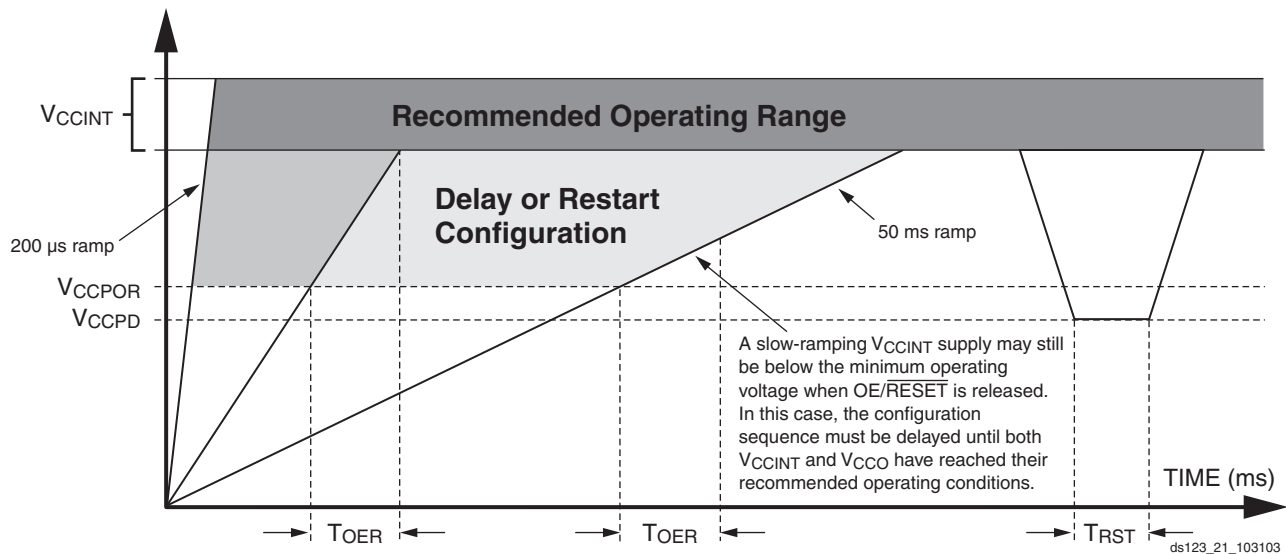 VCCINT
Recommended Operating Range
Delay or Restart
Configuration
200 µs ramp
50 ms ramp
VCCPOR
VCCPD
A slow-ramping VCCINT supply may still
be below the minimum operating
voltage when OE/RESET is released.
In this case, the configuration
sequence must be delayed until both
VCCINT and VCCO have reached their
recommended operating conditions.
TIME (ms)
TOER
TOER
TRST
ds123_21_103103